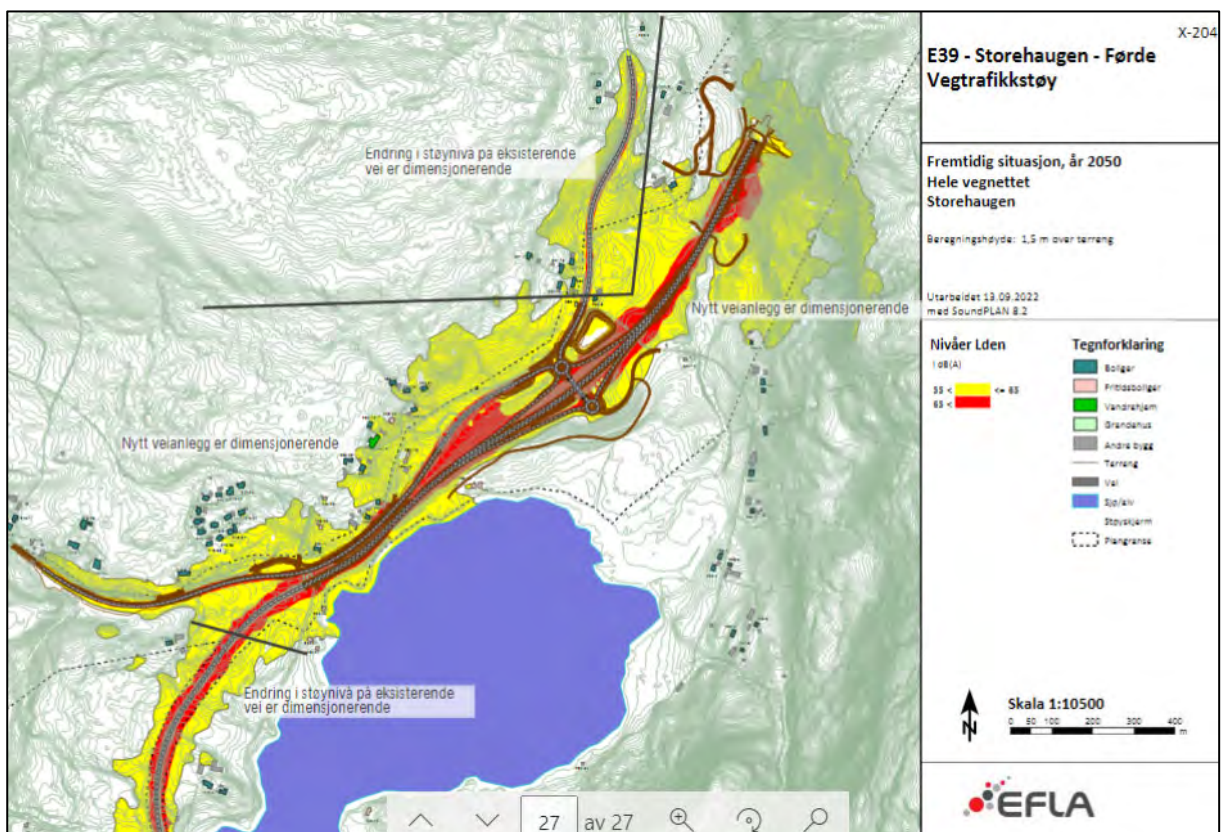 X-204
E39 - Storehaugen - Førde
Vegtrafikkstøy
Fremtidig situasjon, år 2050
Hele vegnettet
Storehaugen
Beregningshøyde: 1,5 m over terreng
Utarbeidet 13.09.2022
med SoundPLAN 8.2
Nivåer Lden
i dB(A)
55 < <= 65
65 <
Tegnforklaring
Boliger
Fritidsboliger
Vandrehjem
Grendehus
Andre bygg
Terreng
Vei
Sjø/elv
Støyskjerm
Plangrense
Skala 1:10500
0 50 100 200 300 400
m
EFLA
Endring i støynivå på eksisterende
vei er dimensjonerende
Nytt veianlegg er dimensjonerende
Nytt veianlegg er dimensjonerende
Endring i støynivå på eksisterende
vei er dimensjonerende
27 av 27